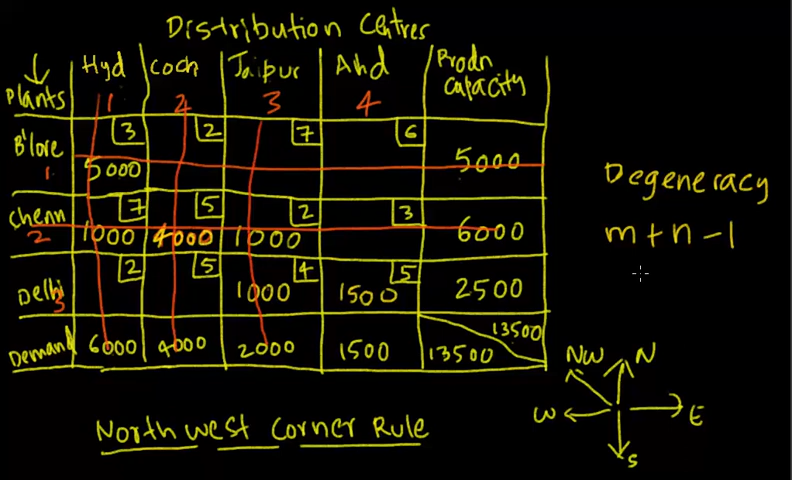 Distribution Centres
Plants Hyd Coch Jaipur Ahd Prodn capacity
1 2 3 4
B'lore 3 2 7 6
1 5000 5000
Chenn 7 5 2 3
2 1000 4000 1000 6000
Delhi 2 5 4 5
3 1000 1500 2500
Demand 6000 4000 2000 1500 13500 13500
North west corner Rule
Degeneracy
m + n - 1
NW N
W E
S